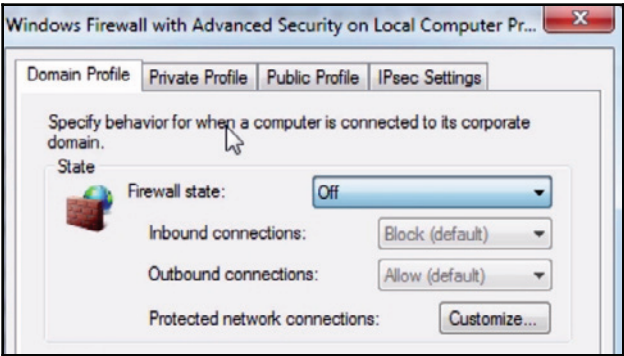 Windows Firewall with Advanced Security on Local Computer Pr...
Domain Profile Private Profile Public Profile IPsec Settings
Specify behavior for when a computer is connected to its corporate
domain.
State
Firewall state: Off
Inbound connections: Block (default)
Outbound connections: Allow (default)
Protected network connections: Customize...